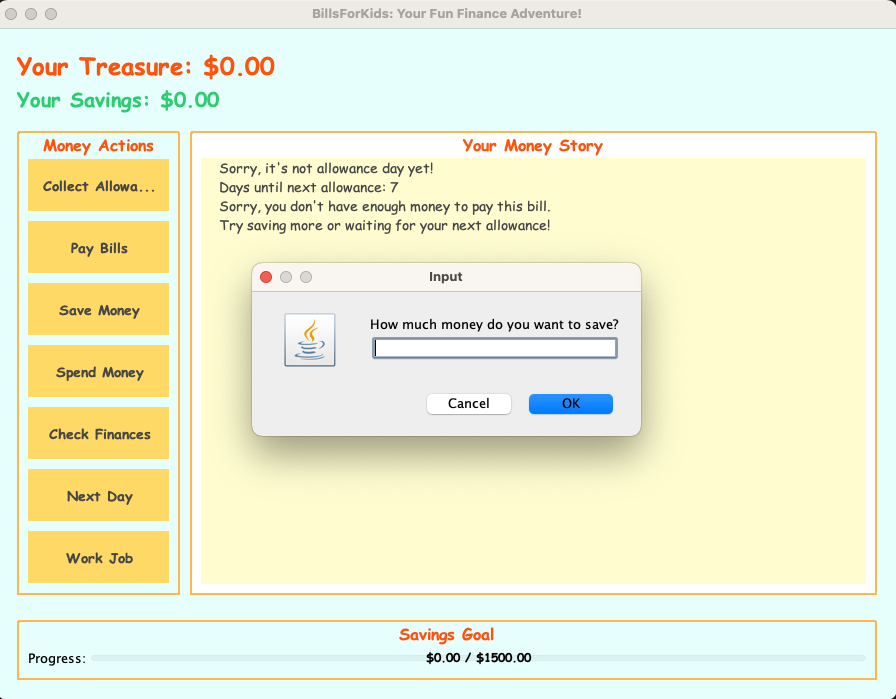 BillsForKids: Your Fun Finance Adventure!
Your Treasure: $0.00
Your Savings: $0.00
Money Actions
Collect Allowa...
Pay Bills
Save Money
Spend Money
Check Finances
Next Day
Work Job
Your Money Story
Sorry, it's not allowance day yet!
Days until next allowance: 7
Sorry, you don't have enough money to pay this bill.
Try saving more or waiting for your next allowance!
Input
How much money do you want to save?
Cancel
OK
Savings Goal
Progress:
$0.00 / $1500.00